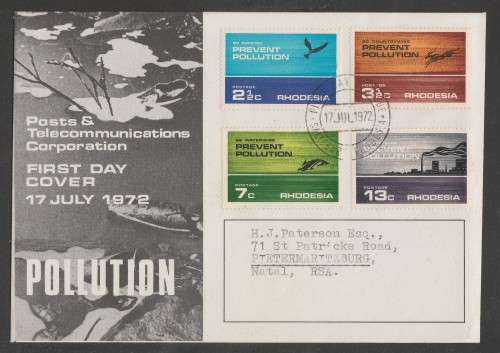 Posts &
Telecommunications
Corporation
FIRST DAY
COVER
17 JULY 1972
POLLUTION
PREVENT
POLLUTION
POSTAGE
2½c RHODESIA
PREVENT
POLLUTION
3½c RHODESIA
17 JUL 1972
PREVENT
POLLUTION
POSTAGE
7c RHODESIA
PREVENT
POLLUTION
POSTAGE
13c RHODESIA
H.J.Paterson Esq.,
71 St Patricks Road,
PIETERMARITZBURG,
Natal, RSA.